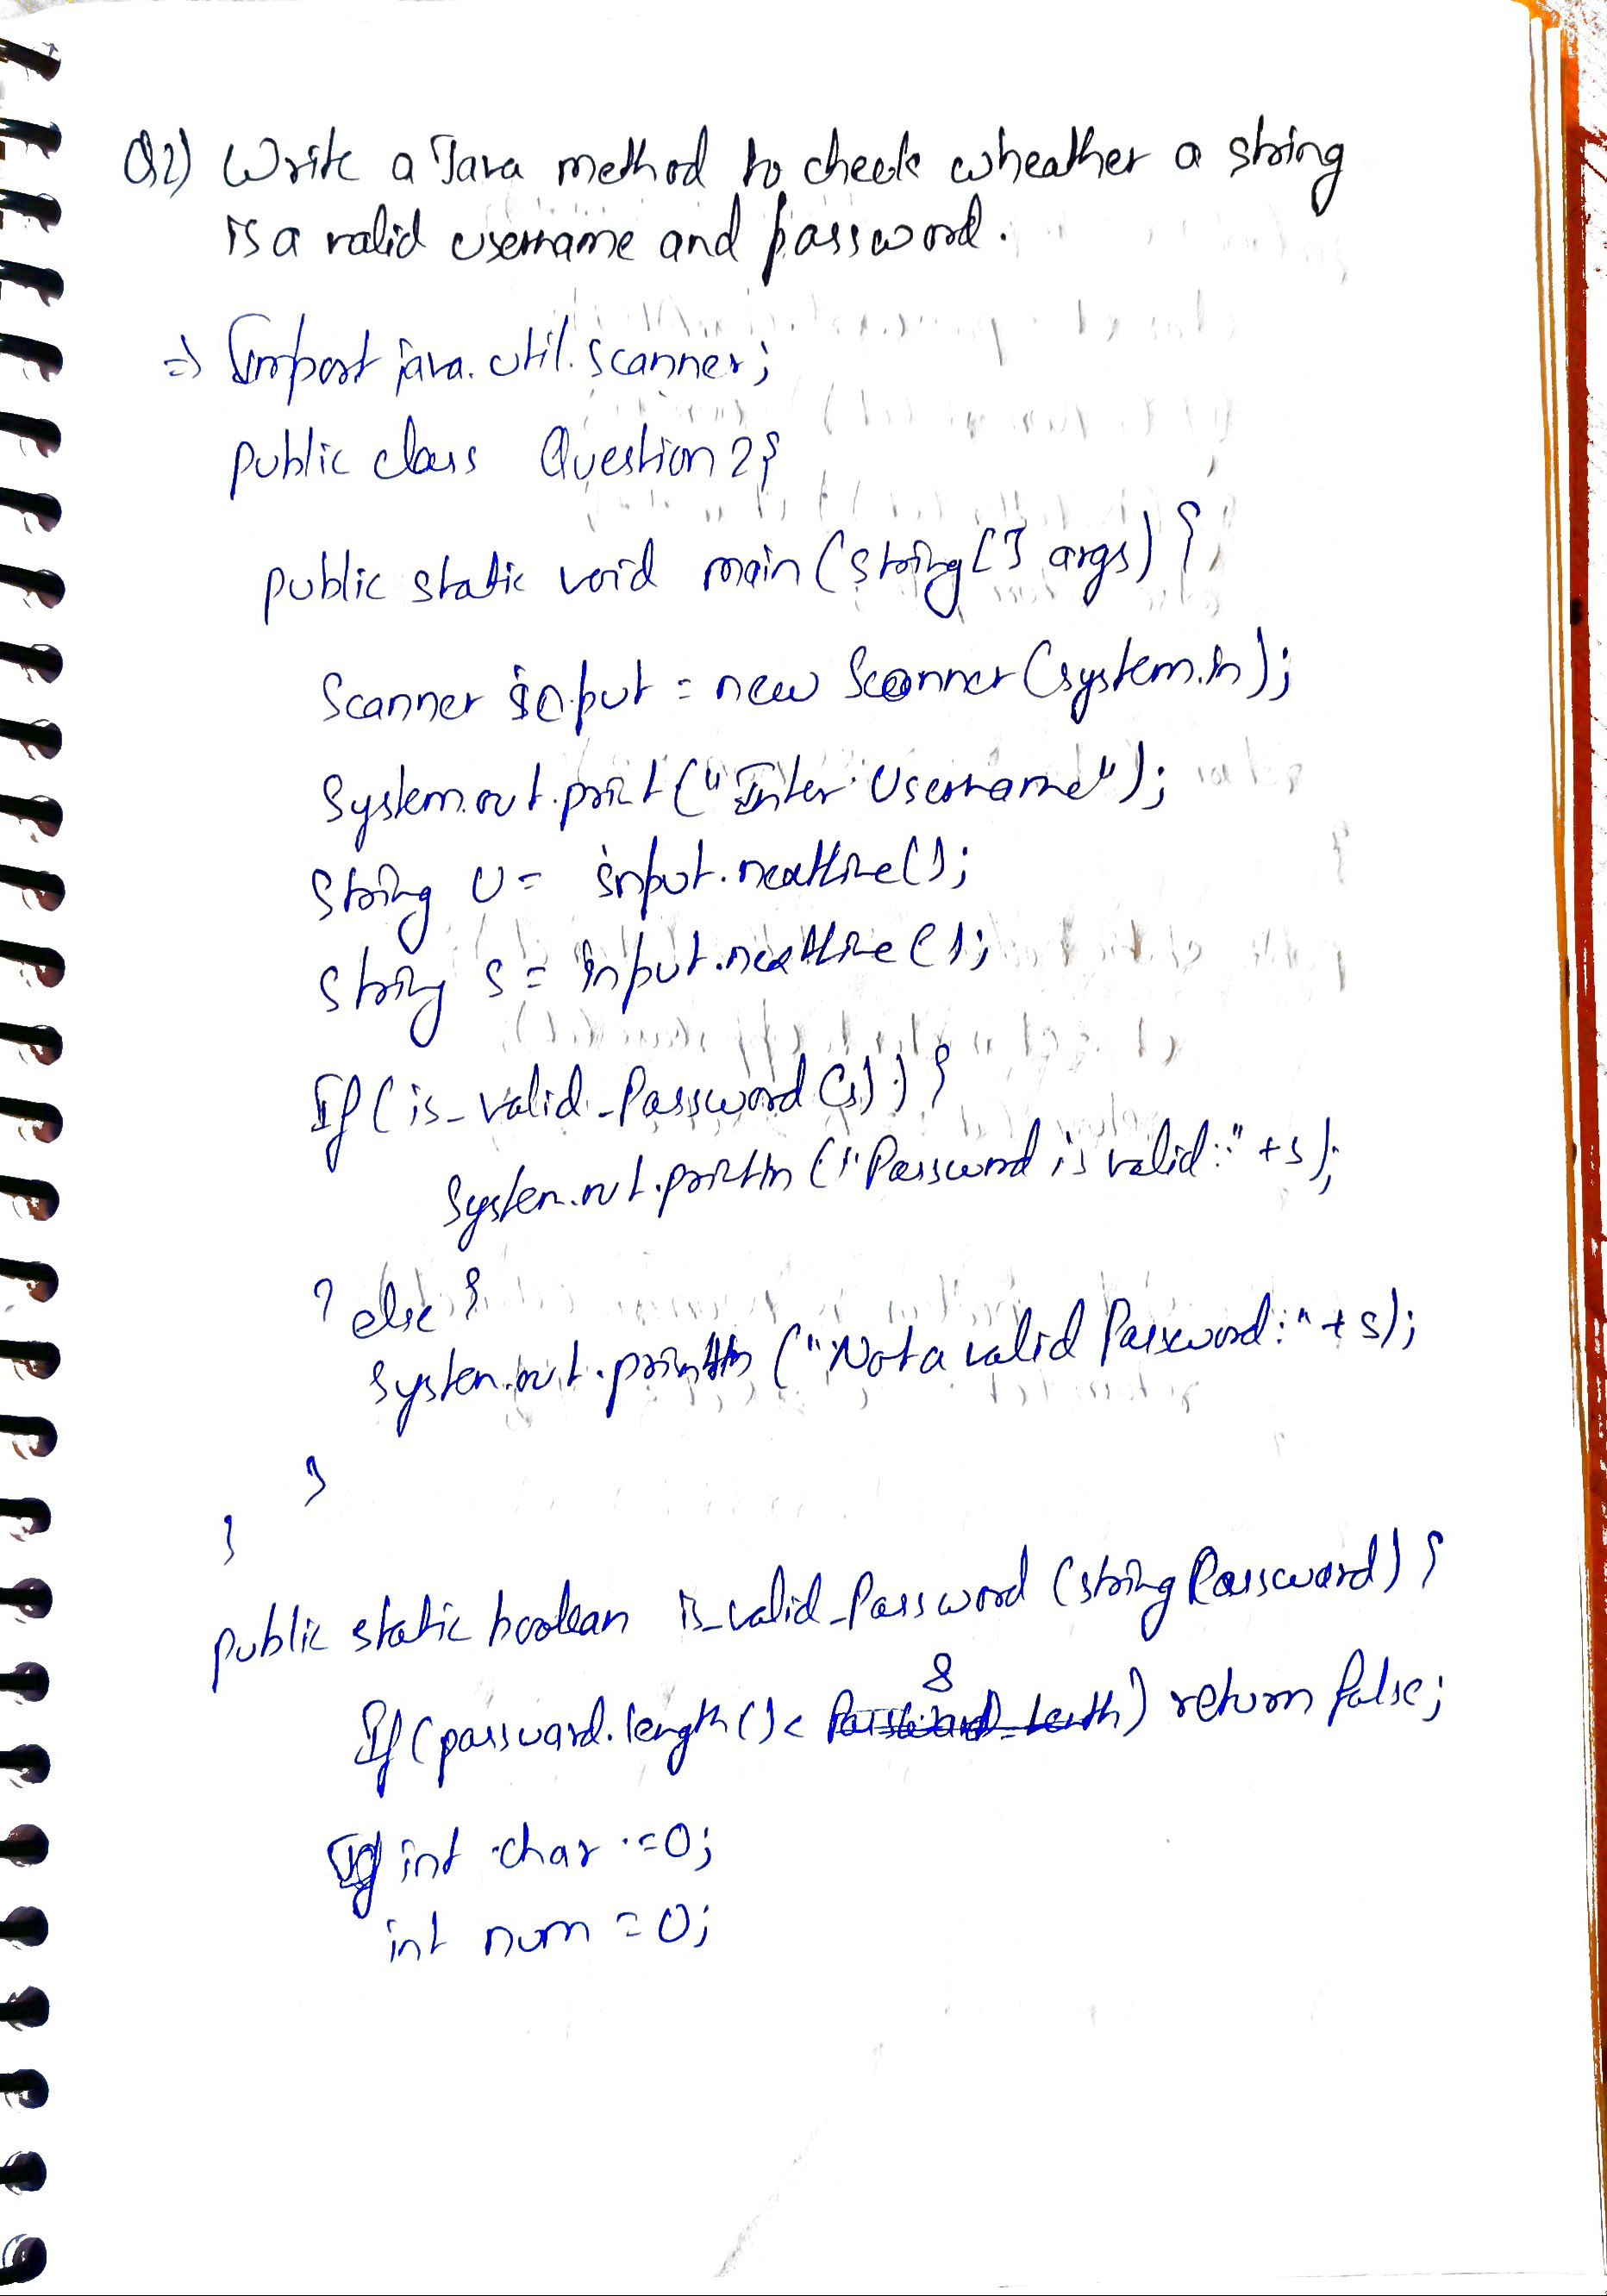 Q2) Write a Java method to check wheather a string
is a valid username and password.
=> Import java.util.Scanner;
public class Question2{
public static void main (String [] args) {
Scanner input = new Scanner (System.in);
System.out.print ("Enter Username");
String U = input.nextline();
String s = input.nextline();
If (is_valid_Password (s)) {
System.out.println ("Password is valid:" +s);
} else {
System.out.println ("Not a valid Password:" + s);
}
}
public static boolean is_valid_Password (string Password) {
If (password.length() < 8) return false;
int char = 0;
int num = 0;